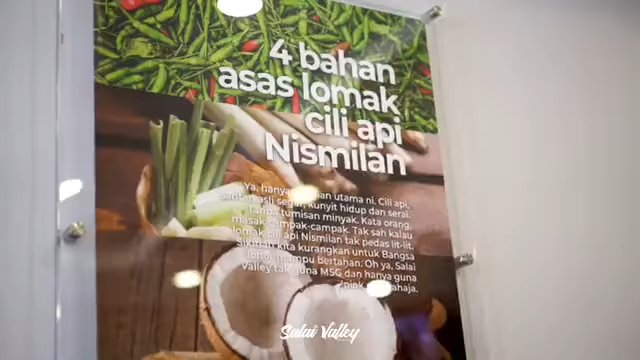 4 bahan
asas lomak
cili api
Nismilan
Ya, hanya bahan utama ni. Cili api,
asli segar, kunyit hidup dan serai.
Tanpa tumisan minyak. Kata orang,
masak campak-campak. Tak sah kalau
lomak cili api Nismilan tak pedas lit-lit.
Sikit kita kurangkan untuk Bangsa
mampu bertahan. Oh ya, Salai
Valley tak guna MSG dan hanya guna
pink sahaja.
Salai Valley